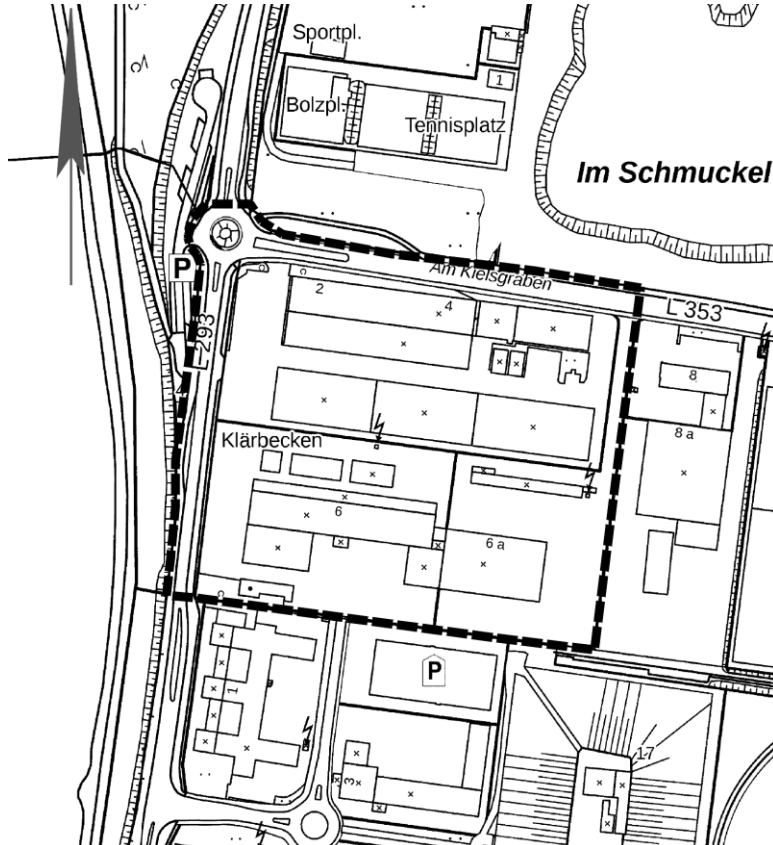 Sportpl.
1
Bolzpl.
Tennisplatz
Im Schmuckel
P
Am Kielsgraben
L 353
2
4
L 293
8
8 a
Klärbecken
6
6 a
P
1
17
3